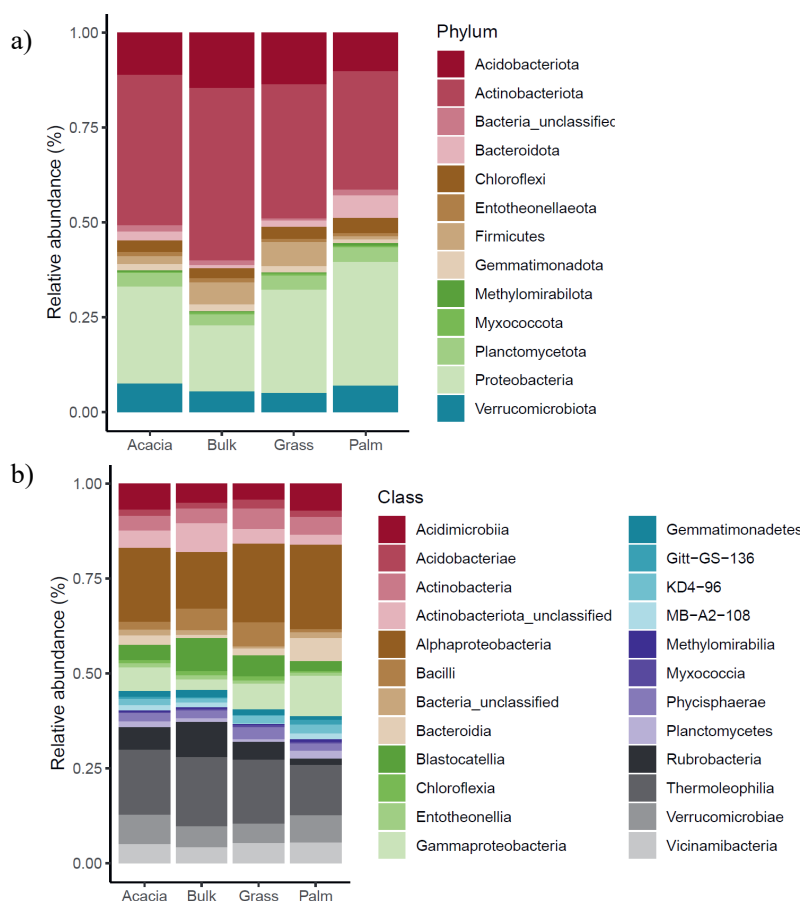 a)
Relative abundance (%)
1.00
0.75
0.50
0.25
0.00
Acacia Bulk Grass Palm
Phylum
Acidobacteriota
Actinobacteriota
Bacteria_unclassified
Bacteroidota
Chloroflexi
Entotheonellaeota
Firmicutes
Gemmatimonadota
Methylomirabilota
Myxococcota
Planctomycetota
Proteobacteria
Verrucomicrobiota
b)
Relative abundance (%)
1.00
0.75
0.50
0.25
0.00
Acacia Bulk Grass Palm
Class
Acidimicrobiia
Acidobacteriae
Actinobacteria
Actinobacteriota_unclassified
Alphaproteobacteria
Bacilli
Bacteria_unclassified
Bacteroidia
Blastocatellia
Chloroflexia
Entotheonellia
Gammaproteobacteria
Gemmatimonadetes
Gitt−GS−136
KD4−96
MB−A2−108
Methylomirabilia
Myxococcia
Phycisphaerae
Planctomycetes
Rubrobacteria
Thermoleophilia
Verrucomicrobiae
Vicinamibacteria